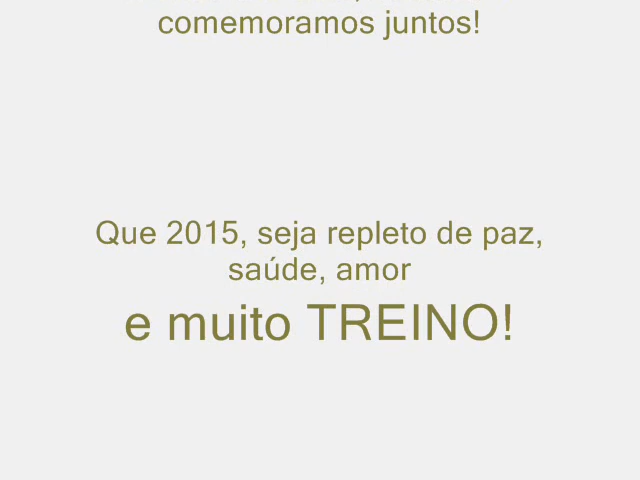 comemoramos juntos!
Que 2015, seja repleto de paz,
saúde, amor
e muito TREINO!